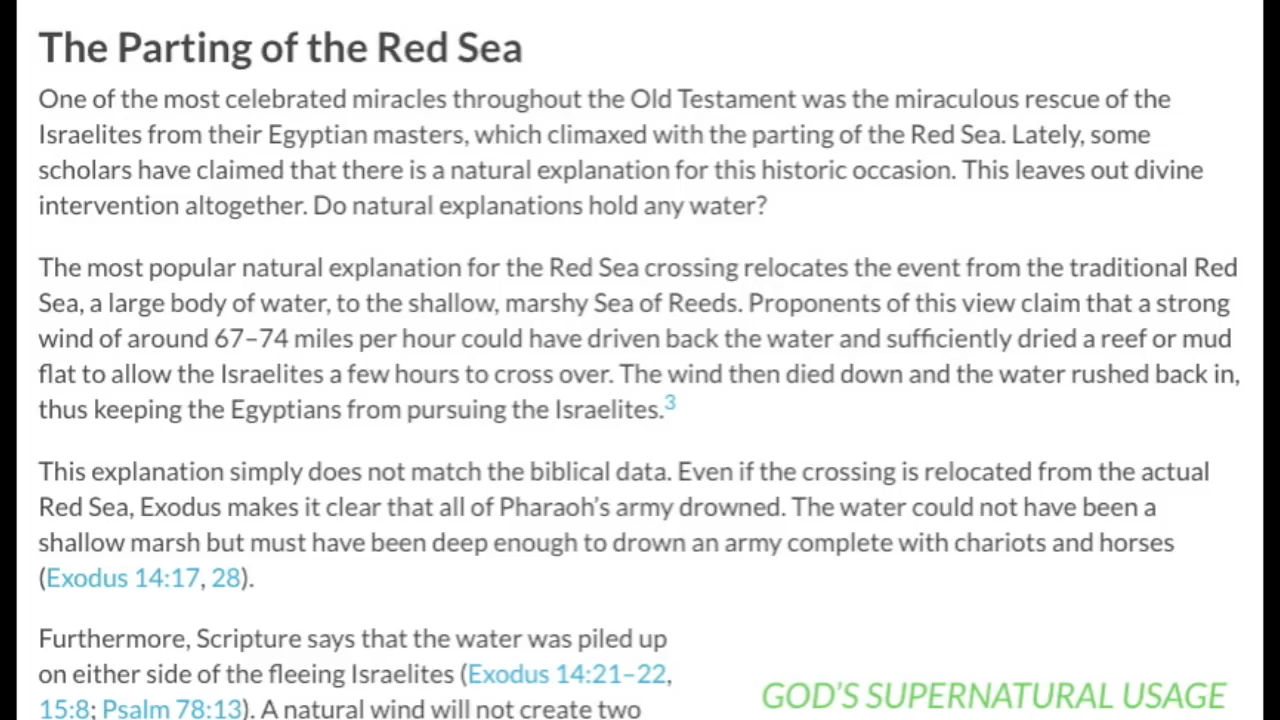 The Parting of the Red Sea
One of the most celebrated miracles throughout the Old Testament was the miraculous rescue of the
Israelites from their Egyptian masters, which climaxed with the parting of the Red Sea. Lately, some
scholars have claimed that there is a natural explanation for this historic occasion. This leaves out divine
intervention altogether. Do natural explanations hold any water?
The most popular natural explanation for the Red Sea crossing relocates the event from the traditional Red
Sea, a large body of water, to the shallow, marshy Sea of Reeds. Proponents of this view claim that a strong
wind of around 67–74 miles per hour could have driven back the water and sufficiently dried a reef or mud
flat to allow the Israelites a few hours to cross over. The wind then died down and the water rushed back in,
thus keeping the Egyptians from pursuing the Israelites.3
This explanation simply does not match the biblical data. Even if the crossing is relocated from the actual
Red Sea, Exodus makes it clear that all of Pharaoh's army drowned. The water could not have been a
shallow marsh but must have been deep enough to drown an army complete with chariots and horses
(Exodus 14:17, 28).
Furthermore, Scripture says that the water was piled up
on either side of the fleeing Israelites (Exodus 14:21–22,
15:8; Psalm 78:13). A natural wind will not create two
GOD'S SUPERNATURAL USAGE